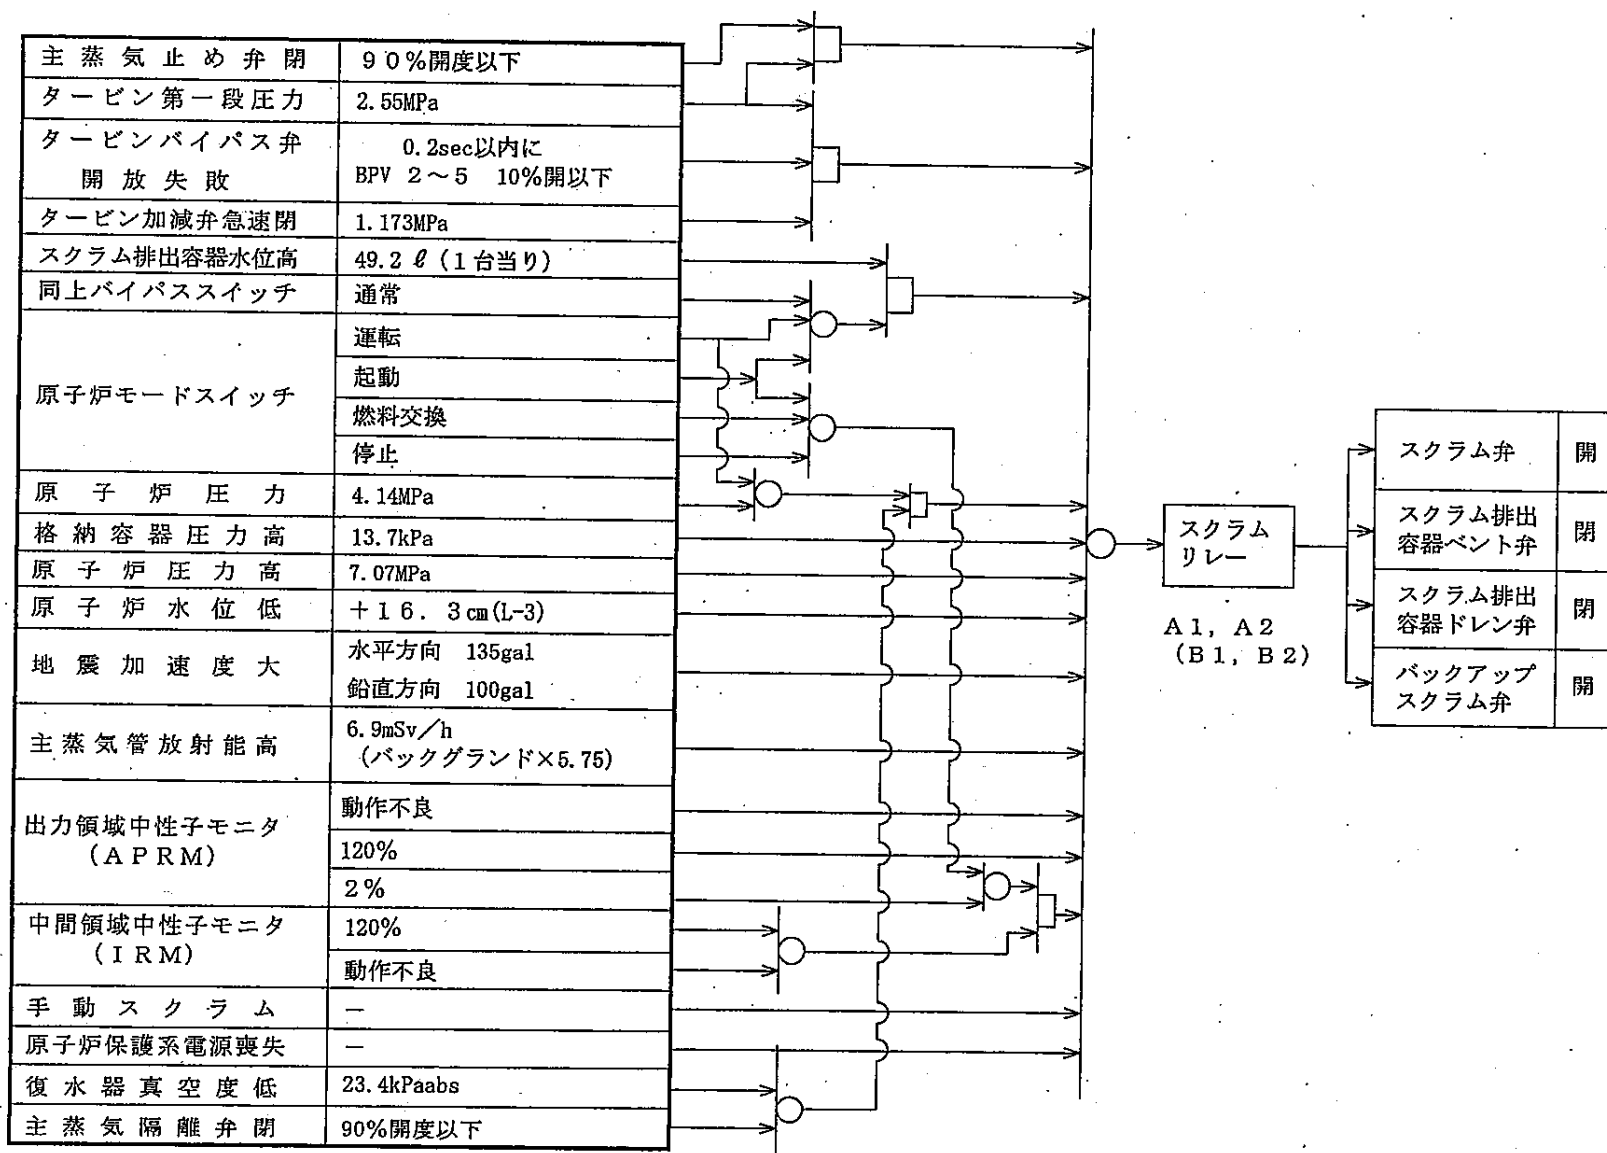 主蒸気止め弁閉 90%開度以下
タービン第一段圧力 2.55MPa
タービンバイパス弁
開放失敗
0.2sec以内に
BPV 2～5 10%開以下
タービン加減弁急速閉 1.173MPa
スクラム排出容器水位高 49.2ℓ(1台当り)
同上バイパススイッチ 通常
原子炉モードスイッチ
運転
起動
燃料交換
停止
原子炉圧力 4.14MPa
格納容器圧力高 13.7kPa
原子炉圧力高 7.07MPa
原子炉水位低 +16.3cm(L-3)
地震加速度大
水平方向 135gal
鉛直方向 100gal
主蒸気管放射能高
6.9mSv/h
(バックグランド×5.75)
出力領域中性子モニタ
(APRM)
動作不良
120%
2%
中間領域中性子モニタ
(IRM)
120%
動作不良
手動スクラム －
原子炉保護系電源喪失 －
復水器真空度低 23.4kPaabs
主蒸気隔離弁閉 90%開度以下
スクラム
リレー
A1, A2
(B1, B2)
スクラム弁 開
スクラム排出
容器ベント弁
閉
スクラム排出
容器ドレン弁
閉
バックアップ
スクラム弁
開